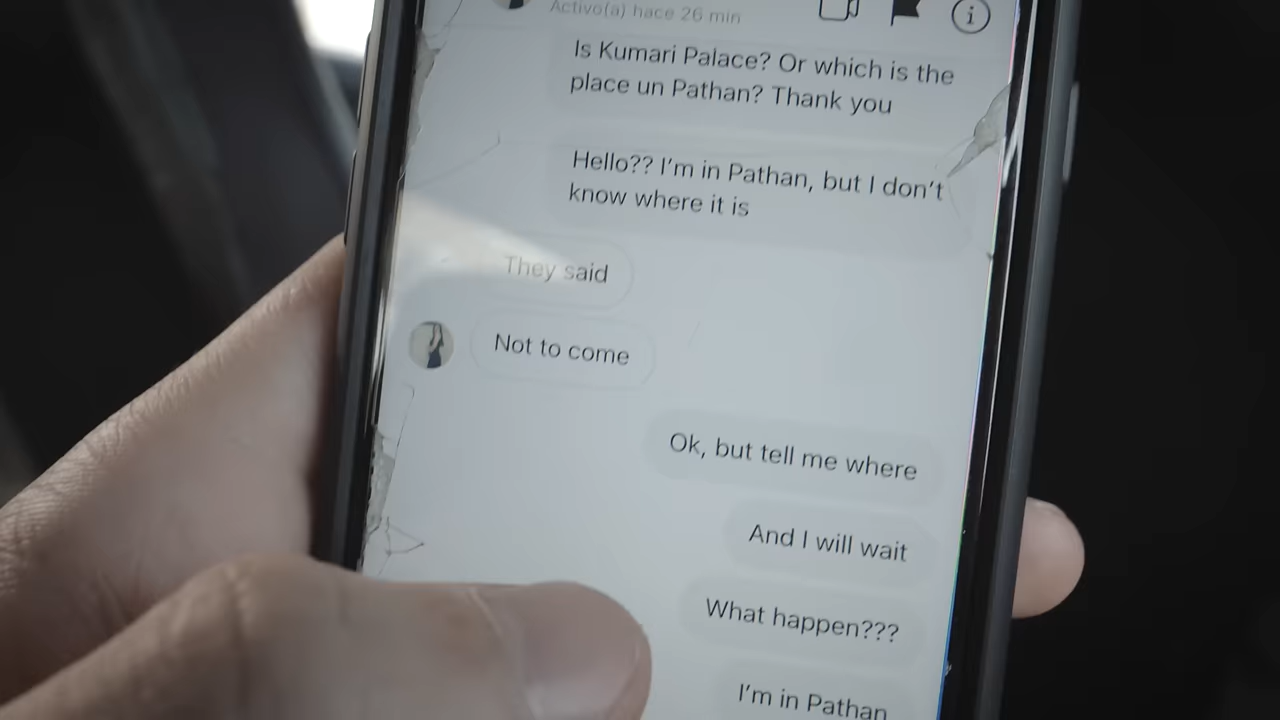 Activo(a) hace 26 min
Is Kumari Palace? Or which is the
place un Pathan? Thank you
Hello?? I'm in Pathan, but I don't
know where it is
They said
Not to come
Ok, but tell me where
And I will wait
What happen???
I'm in Pathan